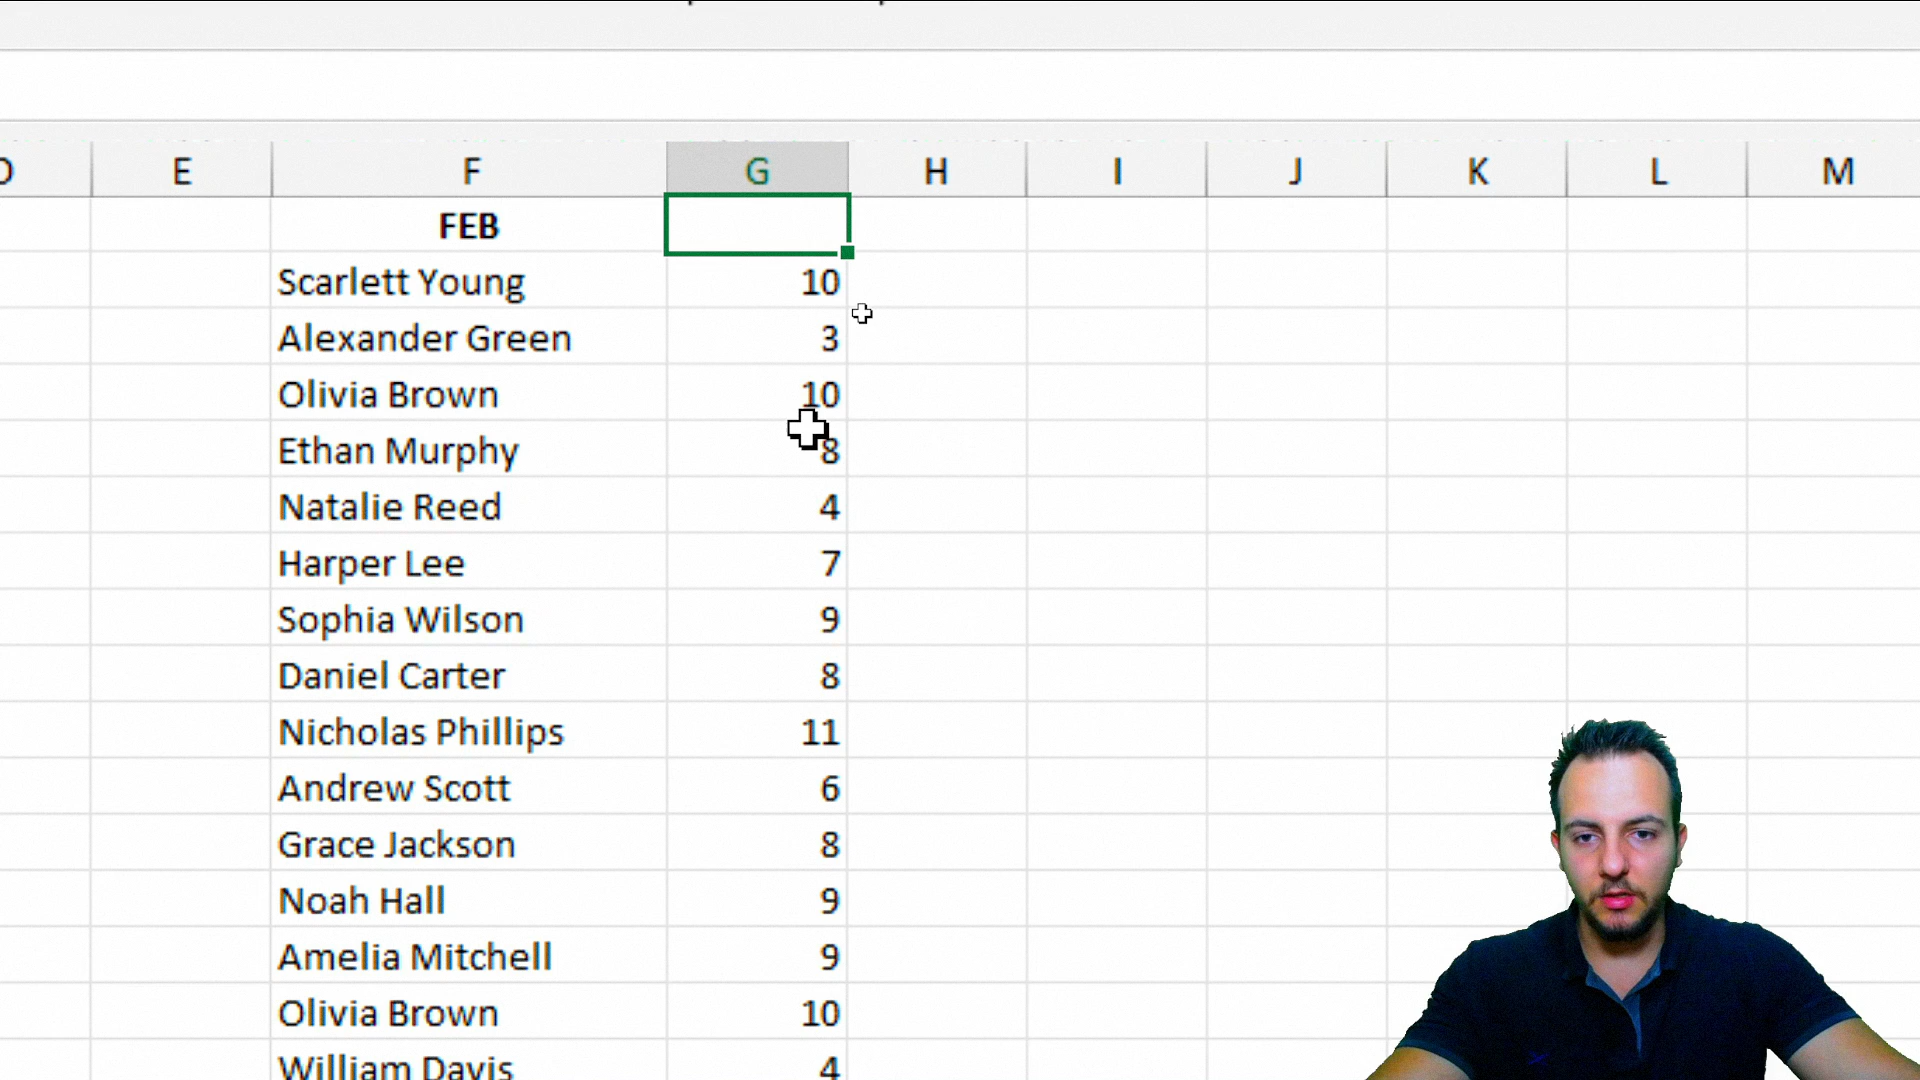 E F G H I J K L M
FEB
Scarlett Young 10
Alexander Green 3
Olivia Brown 10
Ethan Murphy 8
Natalie Reed 4
Harper Lee 7
Sophia Wilson 9
Daniel Carter 8
Nicholas Phillips 11
Andrew Scott 6
Grace Jackson 8
Noah Hall 9
Amelia Mitchell 9
Olivia Brown 10
William Davis 4